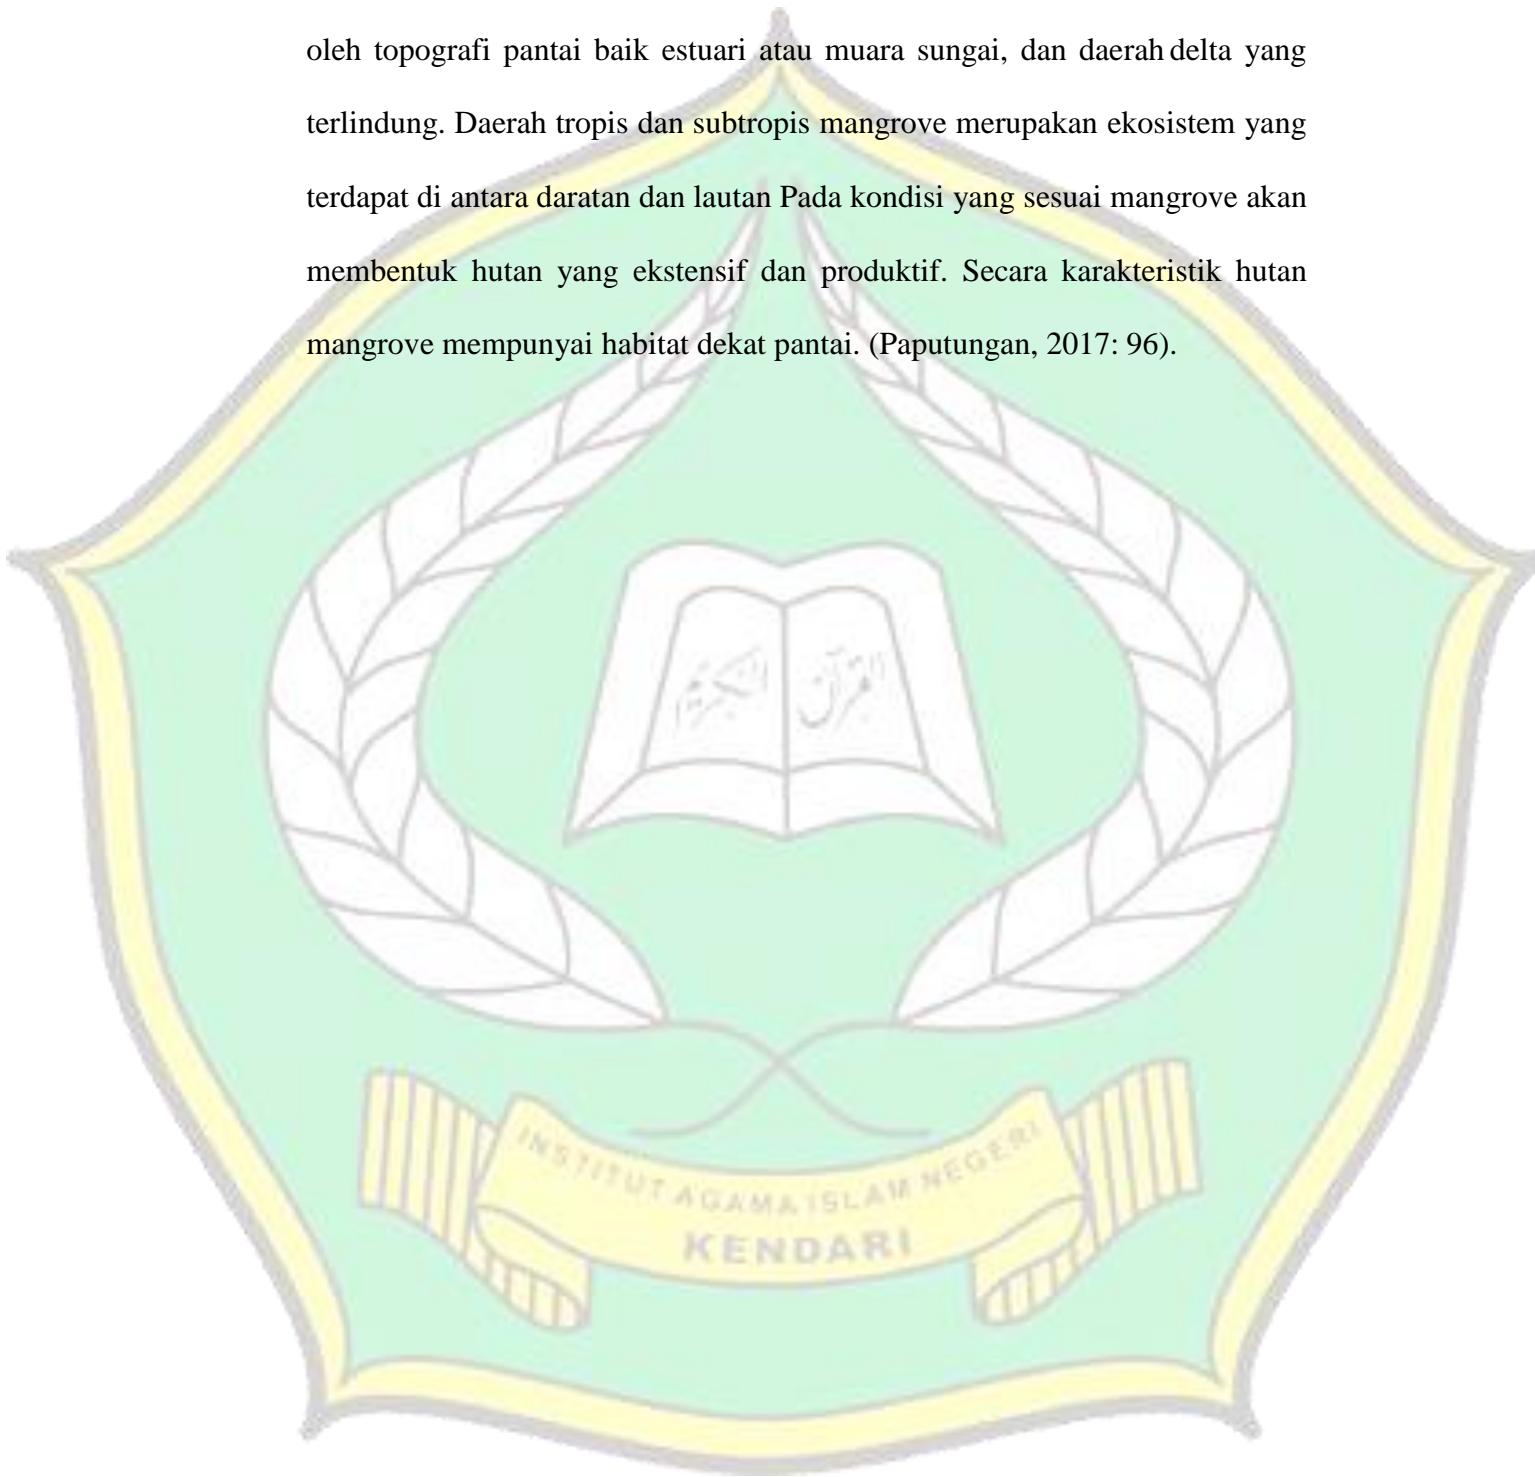 oleh topografi pantai baik estuari atau muara sungai, dan daerah delta yang
terlindung. Daerah tropis dan subtropis mangrove merupakan ekosistem yang
terdapat di antara daratan dan lautan Pada kondisi yang sesuai mangrove akan
membentuk hutan yang ekstensif dan produktif. Secara karakteristik hutan
mangrove mempunyai habitat dekat pantai. (Paputungan, 2017: 96).
INSTITUT AGAMA ISLAM NEGERI
KENDARI